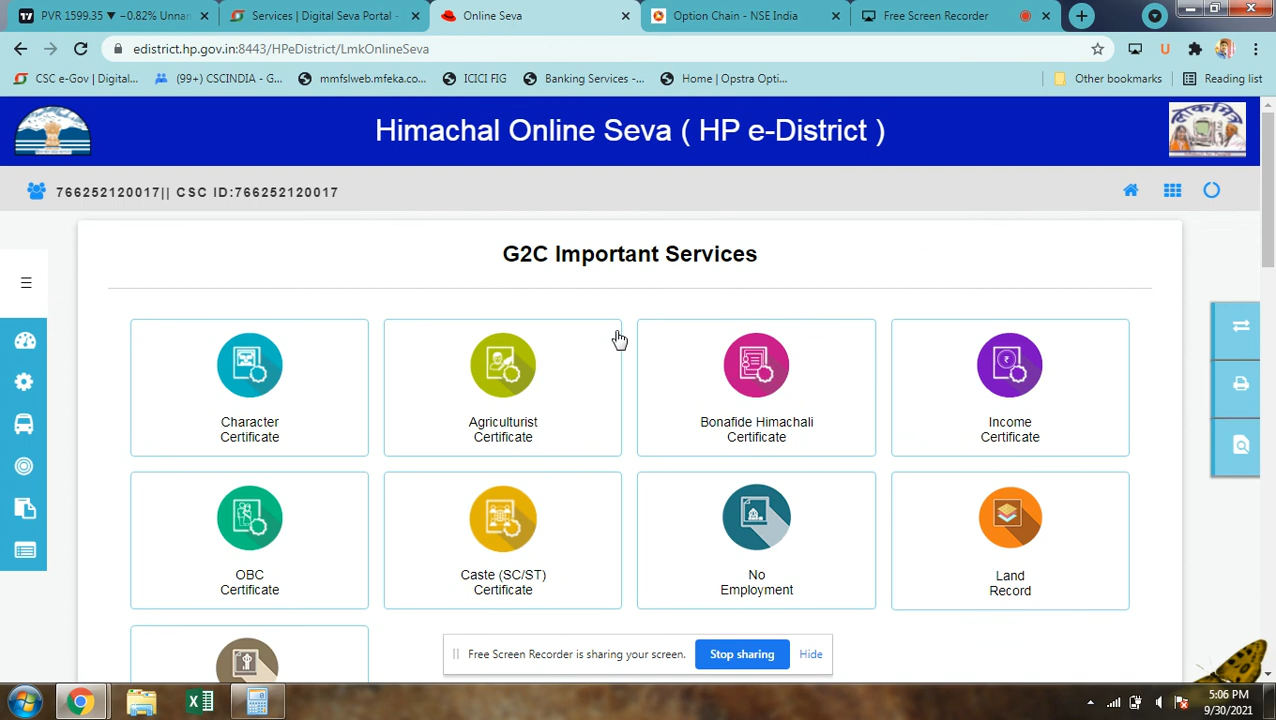 PVR 1599.35 ▼ −0.82% Unnan
Services | Digital Seva Portal -
Online Seva
Option Chain - NSE India
Free Screen Recorder
edistrict.hp.gov.in:8443/HPeDistrict/LmkOnlineSeva
CSC e-Gov | Digital...
(99+) CSCINDIA - G...
mmfslweb.mfeka.co...
ICICI FIG
Banking Services -...
Home | Opstra Opti...
Other bookmarks
Reading list
Himachal Online Seva ( HP e-District )
766252120017|| CSC ID:766252120017
G2C Important Services
Character
Certificate
Agriculturist
Certificate
Bonafide Himachali
Certificate
Income
Certificate
OBC
Certificate
Caste (SC/ST)
Certificate
No
Employment
Land
Record
Free Screen Recorder is sharing your screen.
Stop sharing
Hide
5:06 PM
9/30/2021